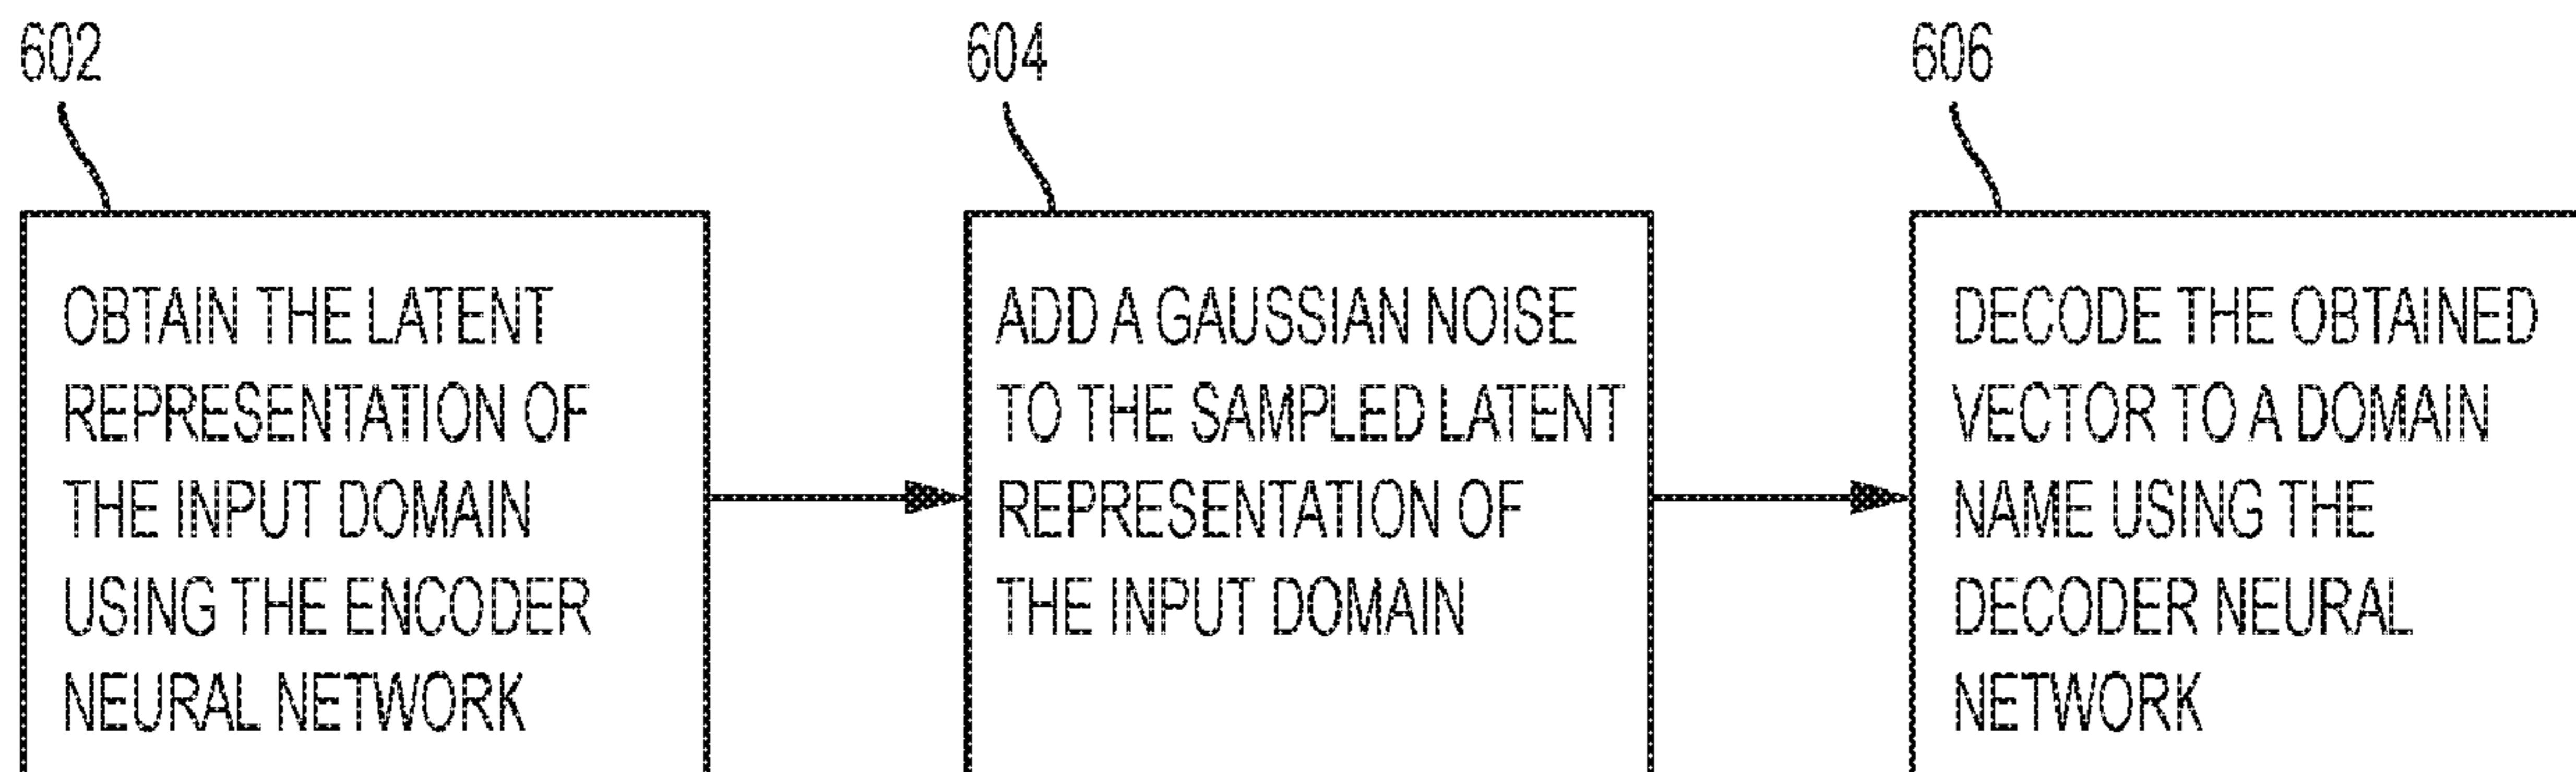 602
OBTAIN THE LATENT
REPRESENTATION OF
THE INPUT DOMAIN
USING THE ENCODER
NEURAL NETWORK
604
ADD A GAUSSIAN NOISE
TO THE SAMPLED LATENT
REPRESENTATION OF
THE INPUT DOMAIN
606
DECODE THE OBTAINED
VECTOR TO A DOMAIN
NAME USING THE
DECODER NEURAL
NETWORK